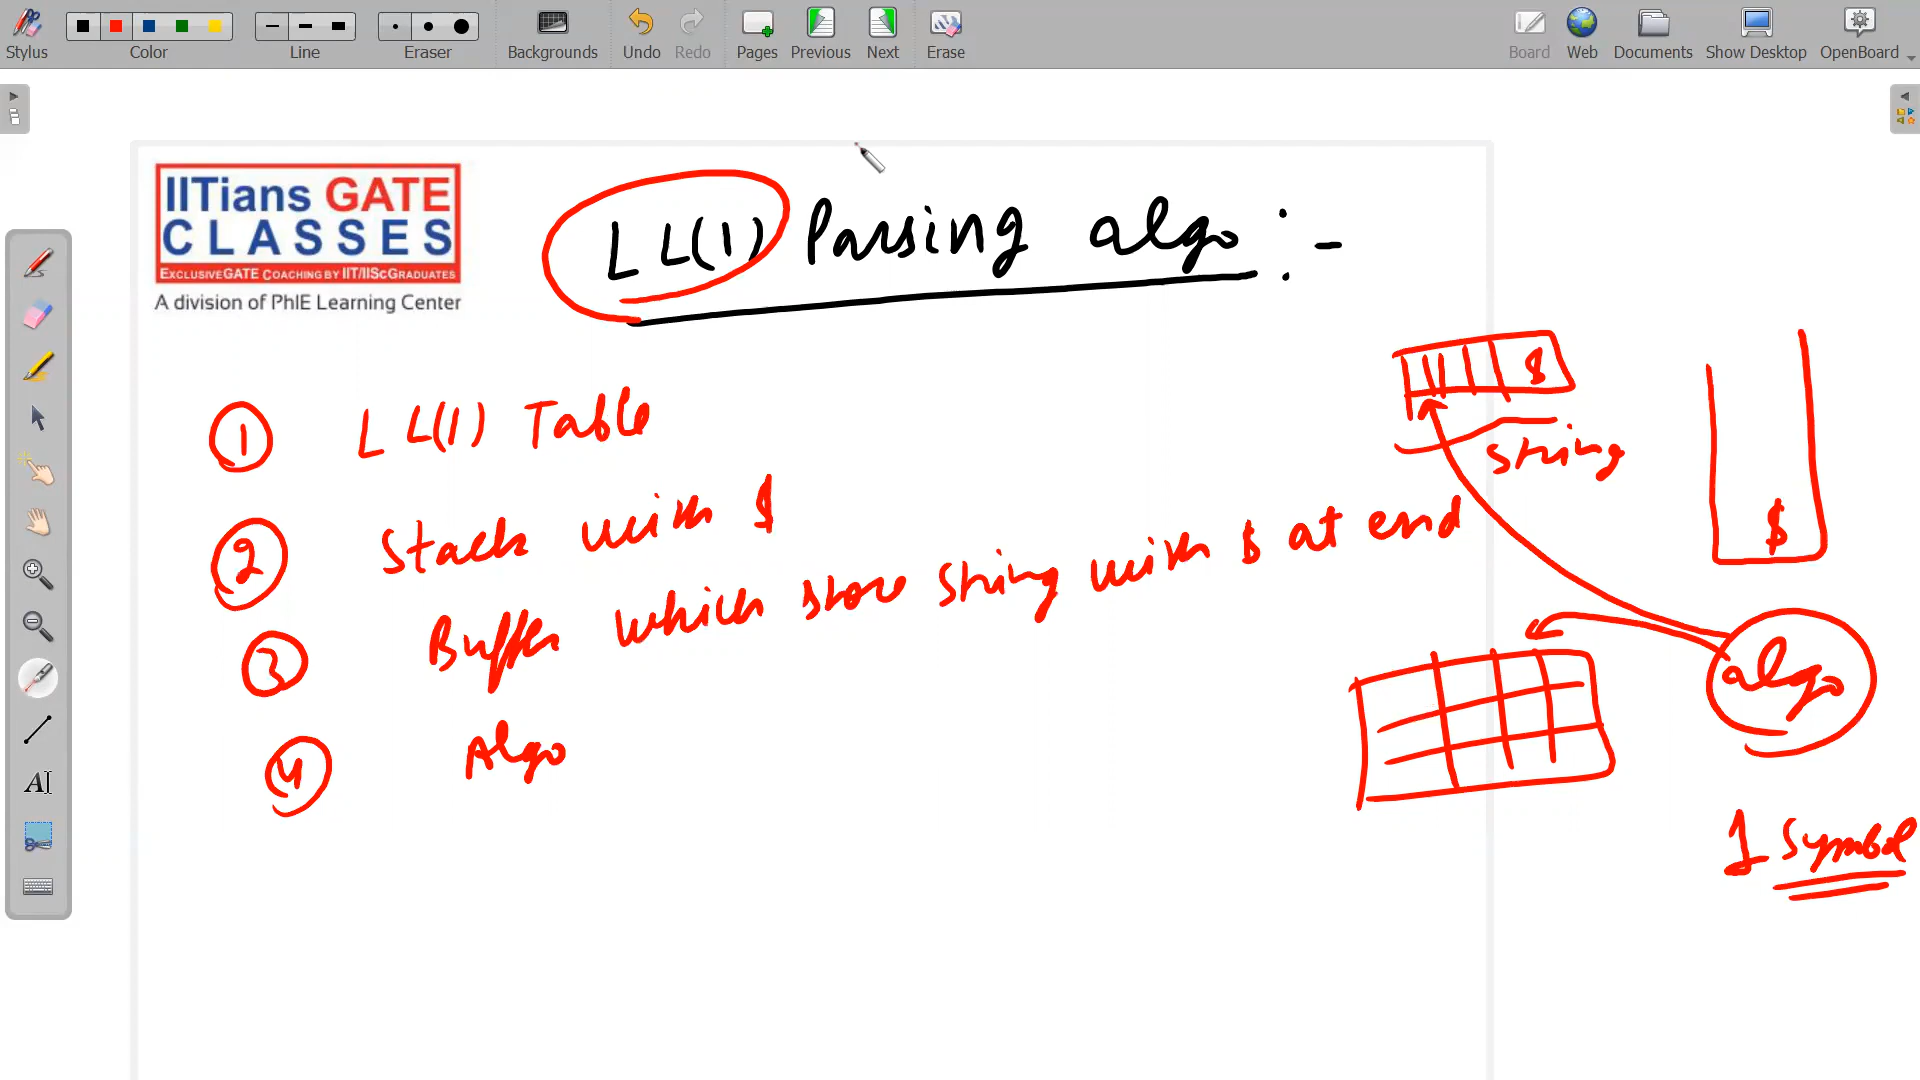 Stylus
Color
Line
Eraser
Backgrounds
Undo
Redo
Pages
Previous
Next
Erase
Board
Web
Documents
Show Desktop
OpenBoard
IITians GATE
CLASSES
EXCLUSIVE GATE COACHING BY IIT/IISc GRADUATES
A division of PhIE Learning Center
LL(1) Parsing algo :-
① LL(1) Table
② Stack with $
③ Buffer which store string with $ at end
④ Algo
$
string
$
algo
1 Symbol